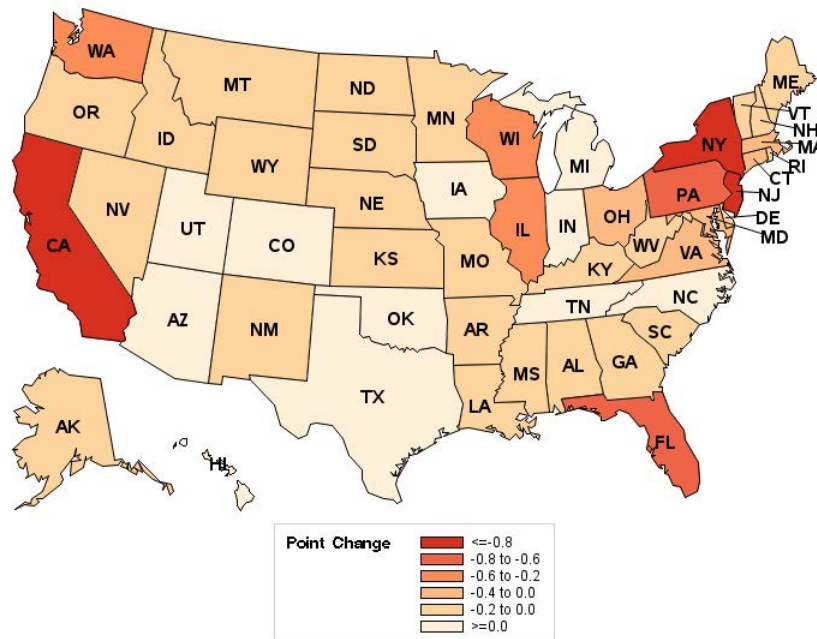 WA
MT
ND
MN
ME
VT
NH
MA
RI
CT
NJ
DE
MD
OR
ID
SD
WI
NY
MI
WY
IA
PA
NE
NV
UT
CO
IL
IN
OH
WV
VA
CA
KS
MO
KY
AZ
NM
OK
TN
NC
AR
SC
TX
MS
AL
GA
LA
FL
AK
HI
Point Change
<=-0.8
-0.8 to -0.6
-0.6 to -0.2
-0.4 to 0.0
-0.2 to 0.0
>=0.0